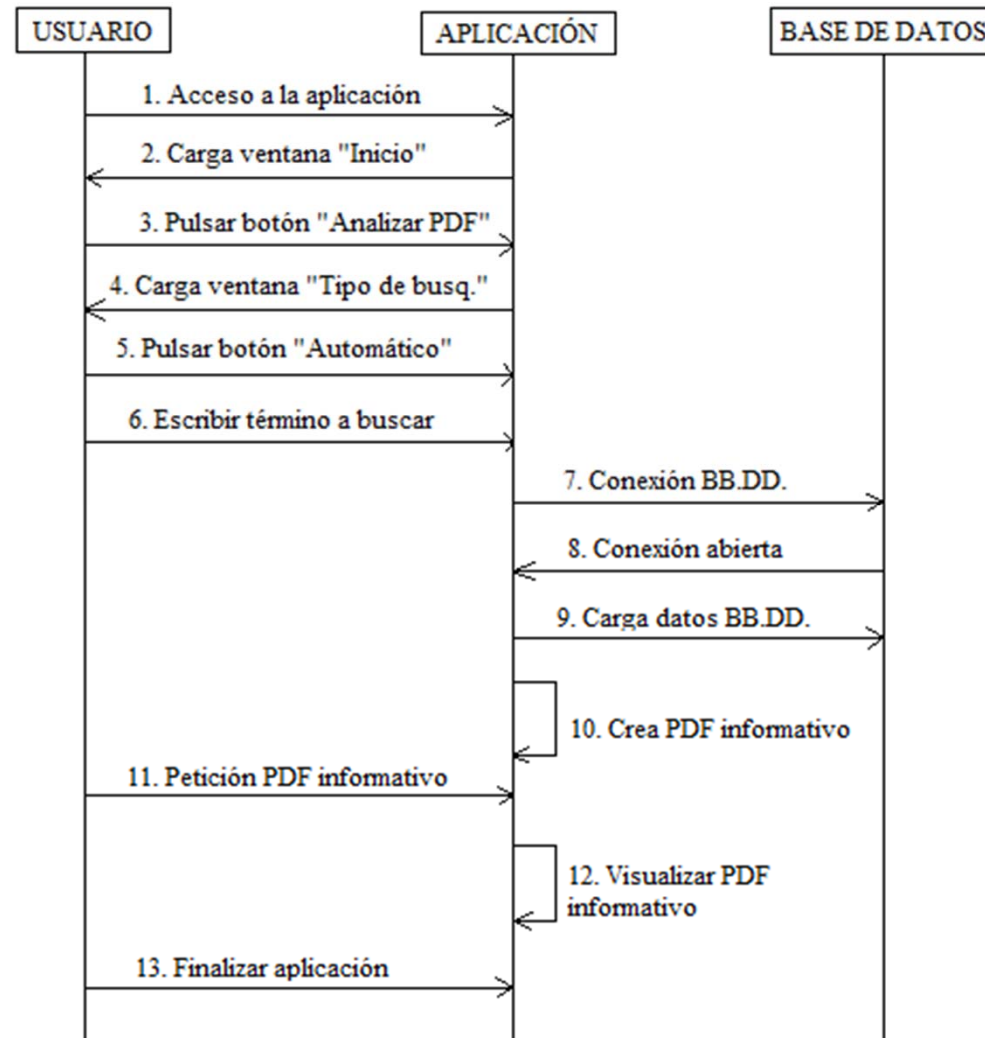 USUARIO
APLICACIÓN
BASE DE DATOS
1. Acceso a la aplicación
2. Carga ventana "Inicio"
3. Pulsar botón "Analizar PDF"
4. Carga ventana "Tipo de busq."
5. Pulsar botón "Automático"
6. Escribir término a buscar
7. Conexión BB.DD.
8. Conexión abierta
9. Carga datos BB.DD.
10. Crea PDF informativo
11. Petición PDF informativo
12. Visualizar PDF
informativo
13. Finalizar aplicación